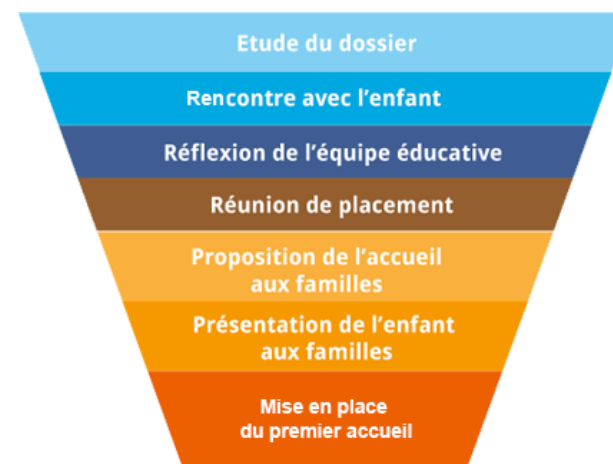 Etude du dossier
Rencontre avec l'enfant
Réflexion de l'équipe éducative
Réunion de placement
Proposition de l'accueil
aux familles
Présentation de l'enfant
aux familles
Mise en place
du premier accueil